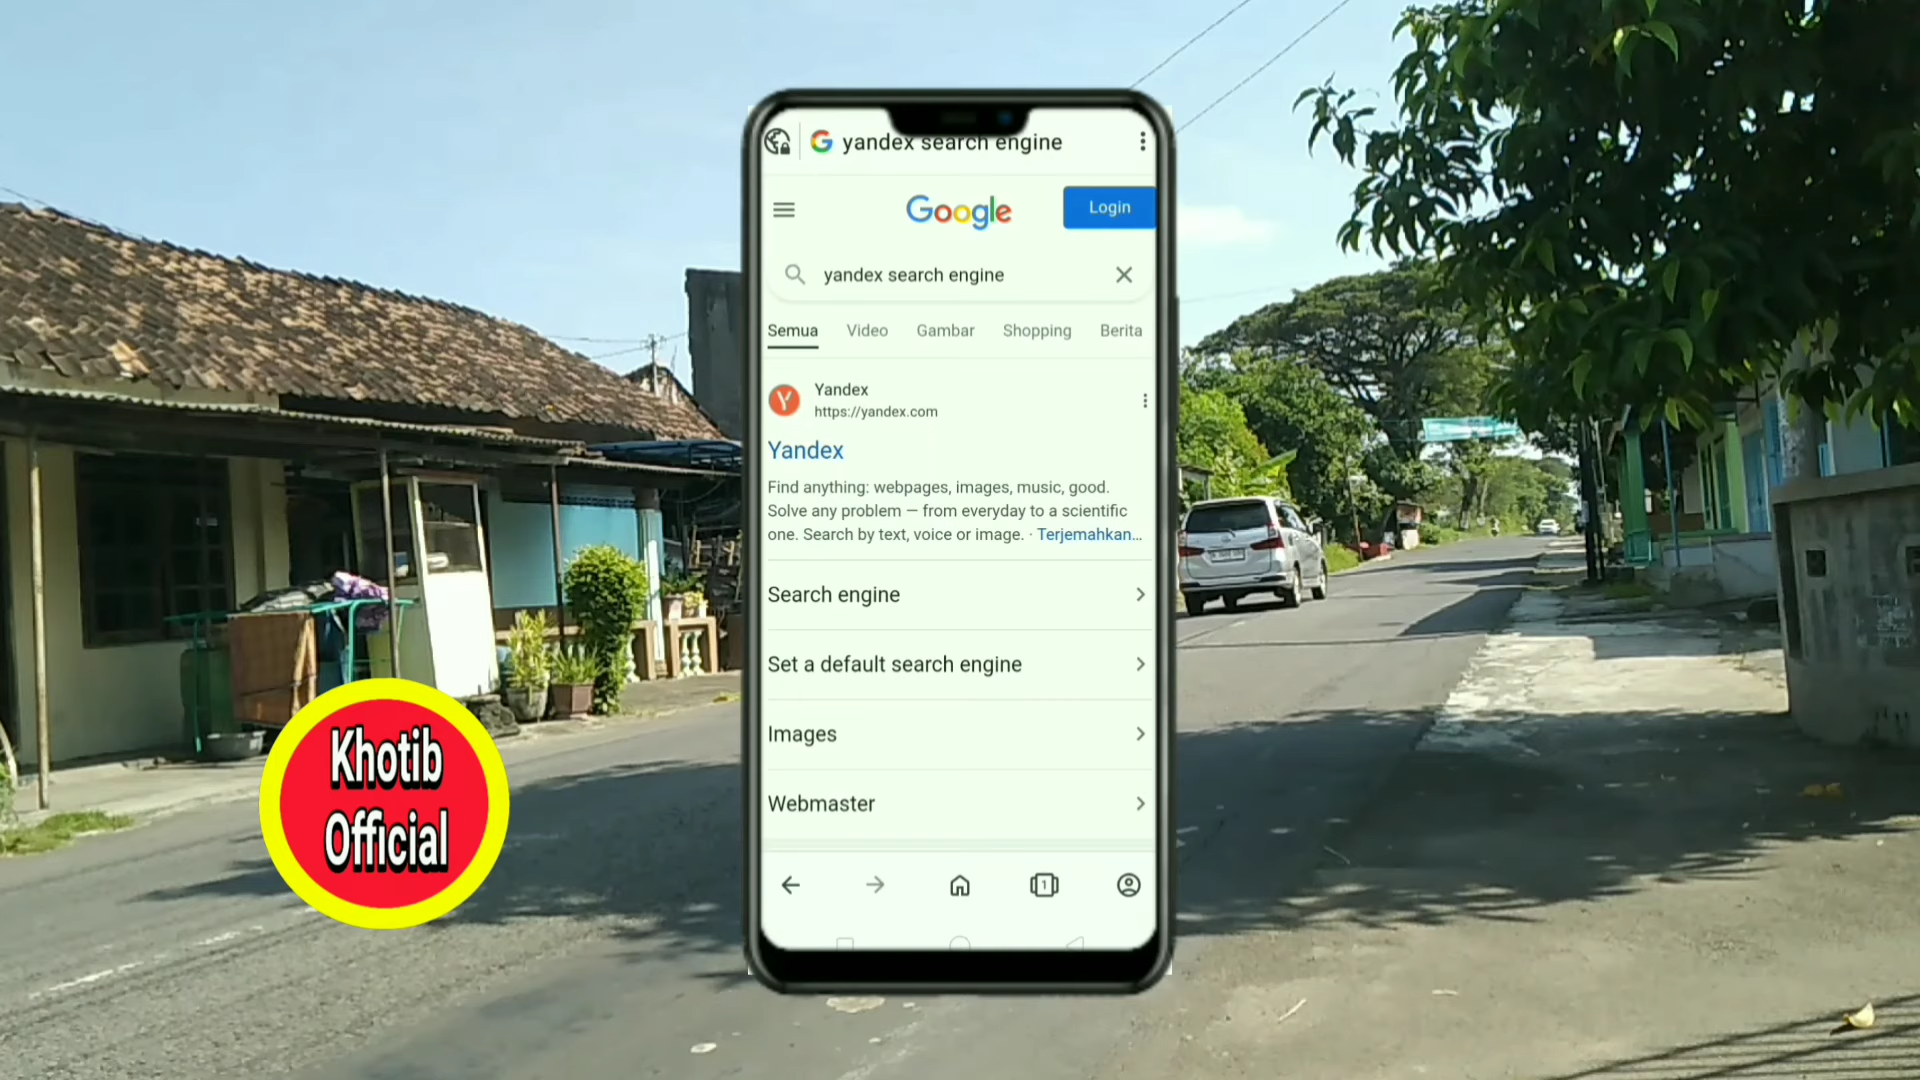 yandex search engine
Google
Login
yandex search engine
Semua Video Gambar Shopping Berita
Yandex
https://yandex.com
Yandex
Find anything: webpages, images, music, good.
Solve any problem — from everyday to a scientific
one. Search by text, voice or image. · Terjemahkan...
Search engine
Set a default search engine
Images
Webmaster
1
Khotib
Official